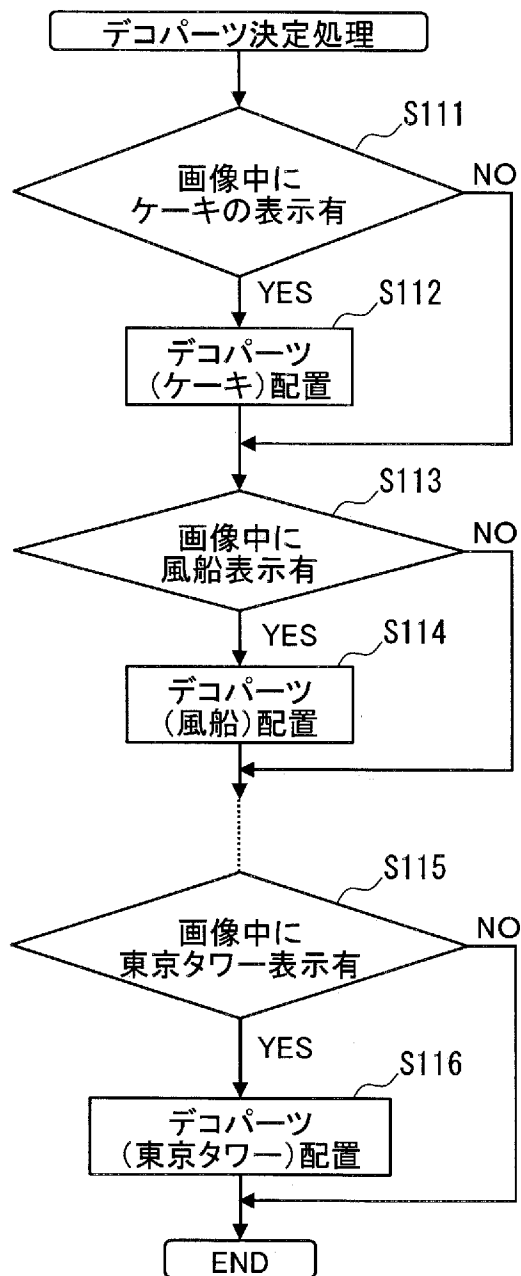 デコパーツ決定処理
S111
画像中に
ケーキの表示有
NO
YES
S112
デコパーツ
(ケーキ)配置
S113
画像中に
風船表示有
NO
YES
S114
デコパーツ
(風船)配置
S115
画像中に
東京タワー表示有
NO
YES
S116
デコパーツ
(東京タワー)配置
END